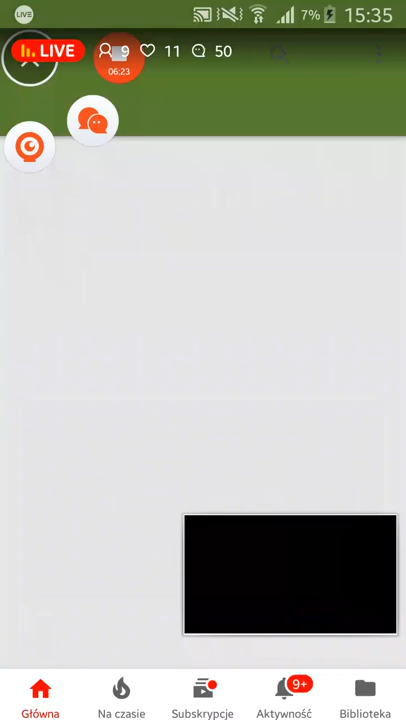 LIVE 7% 15:35
LIVE 9 11 50
06:23
9+
Główna Na czasie Subskrypcje Aktywność Biblioteka